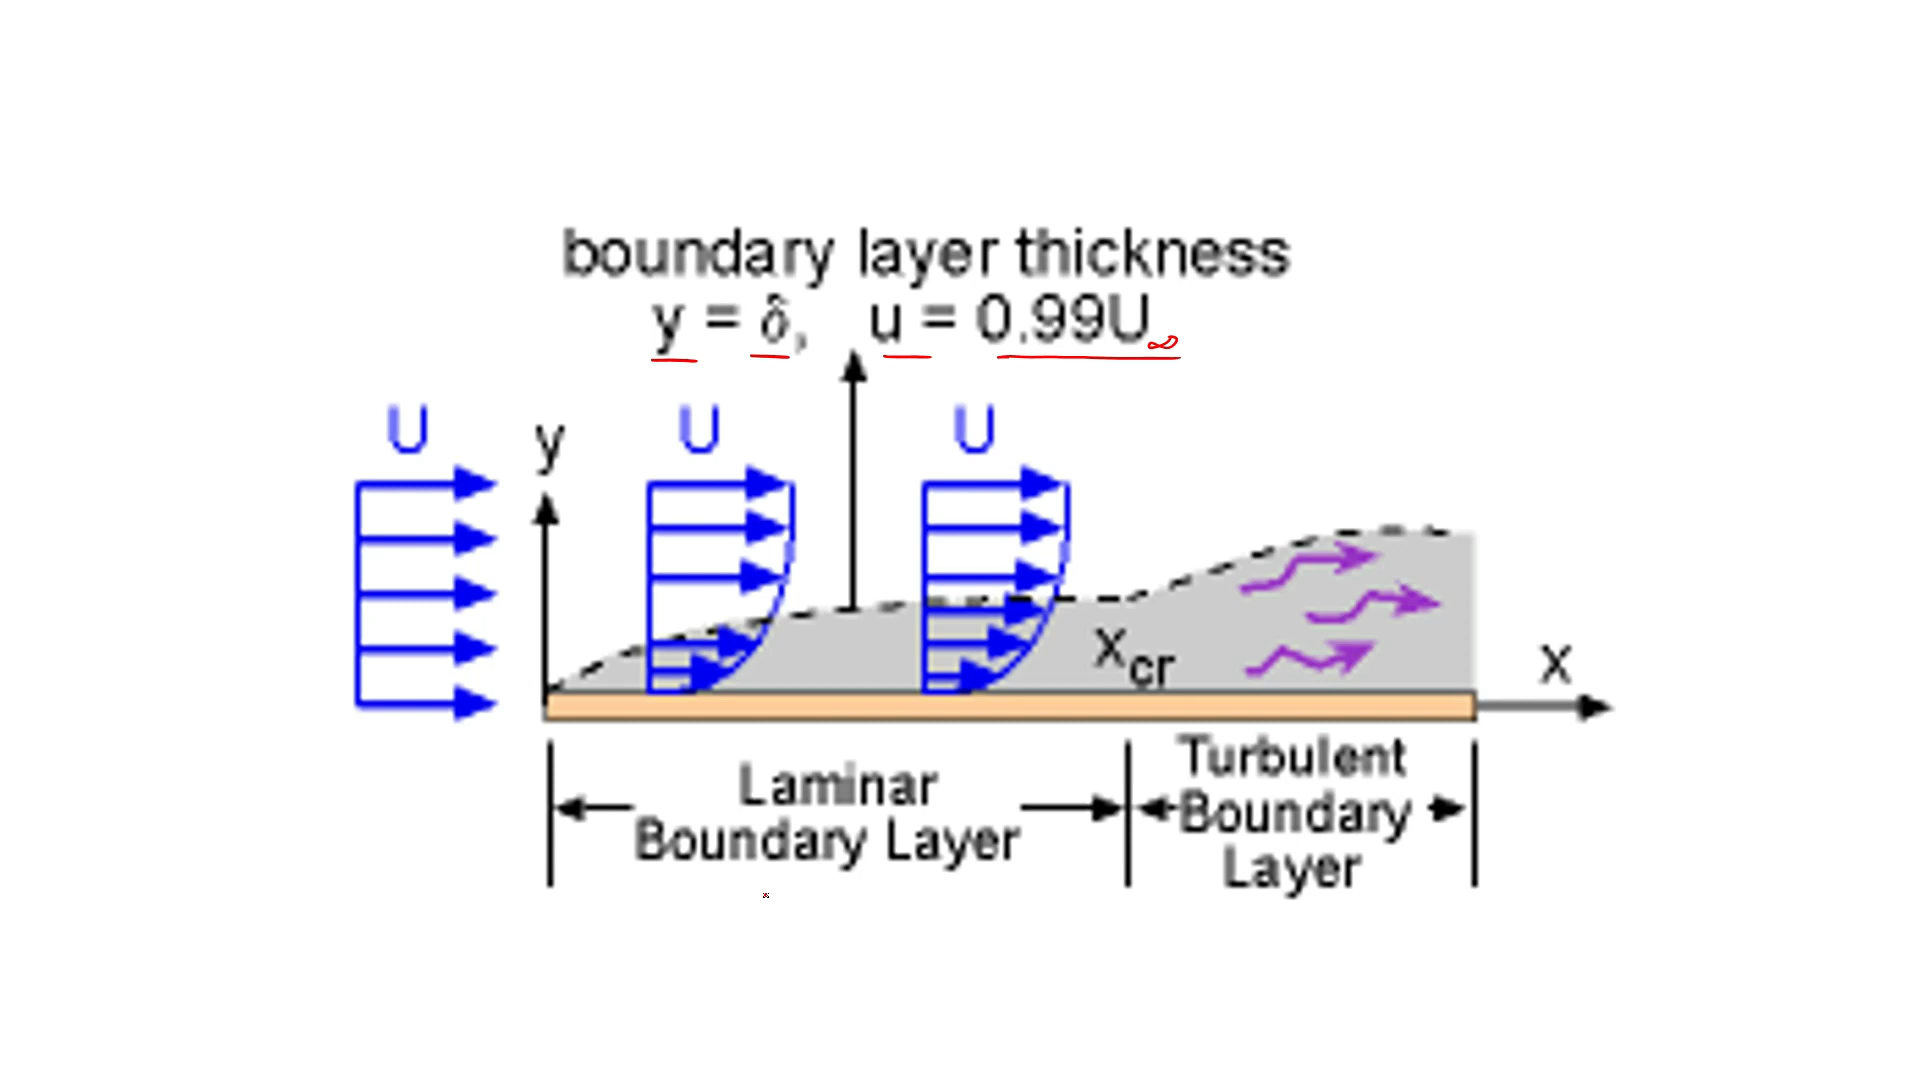 boundary layer thickness
y = δ, u = 0.99U∞
U
y
U
U
Xcr
X
Laminar
Boundary Layer
Turbulent
Boundary
Layer